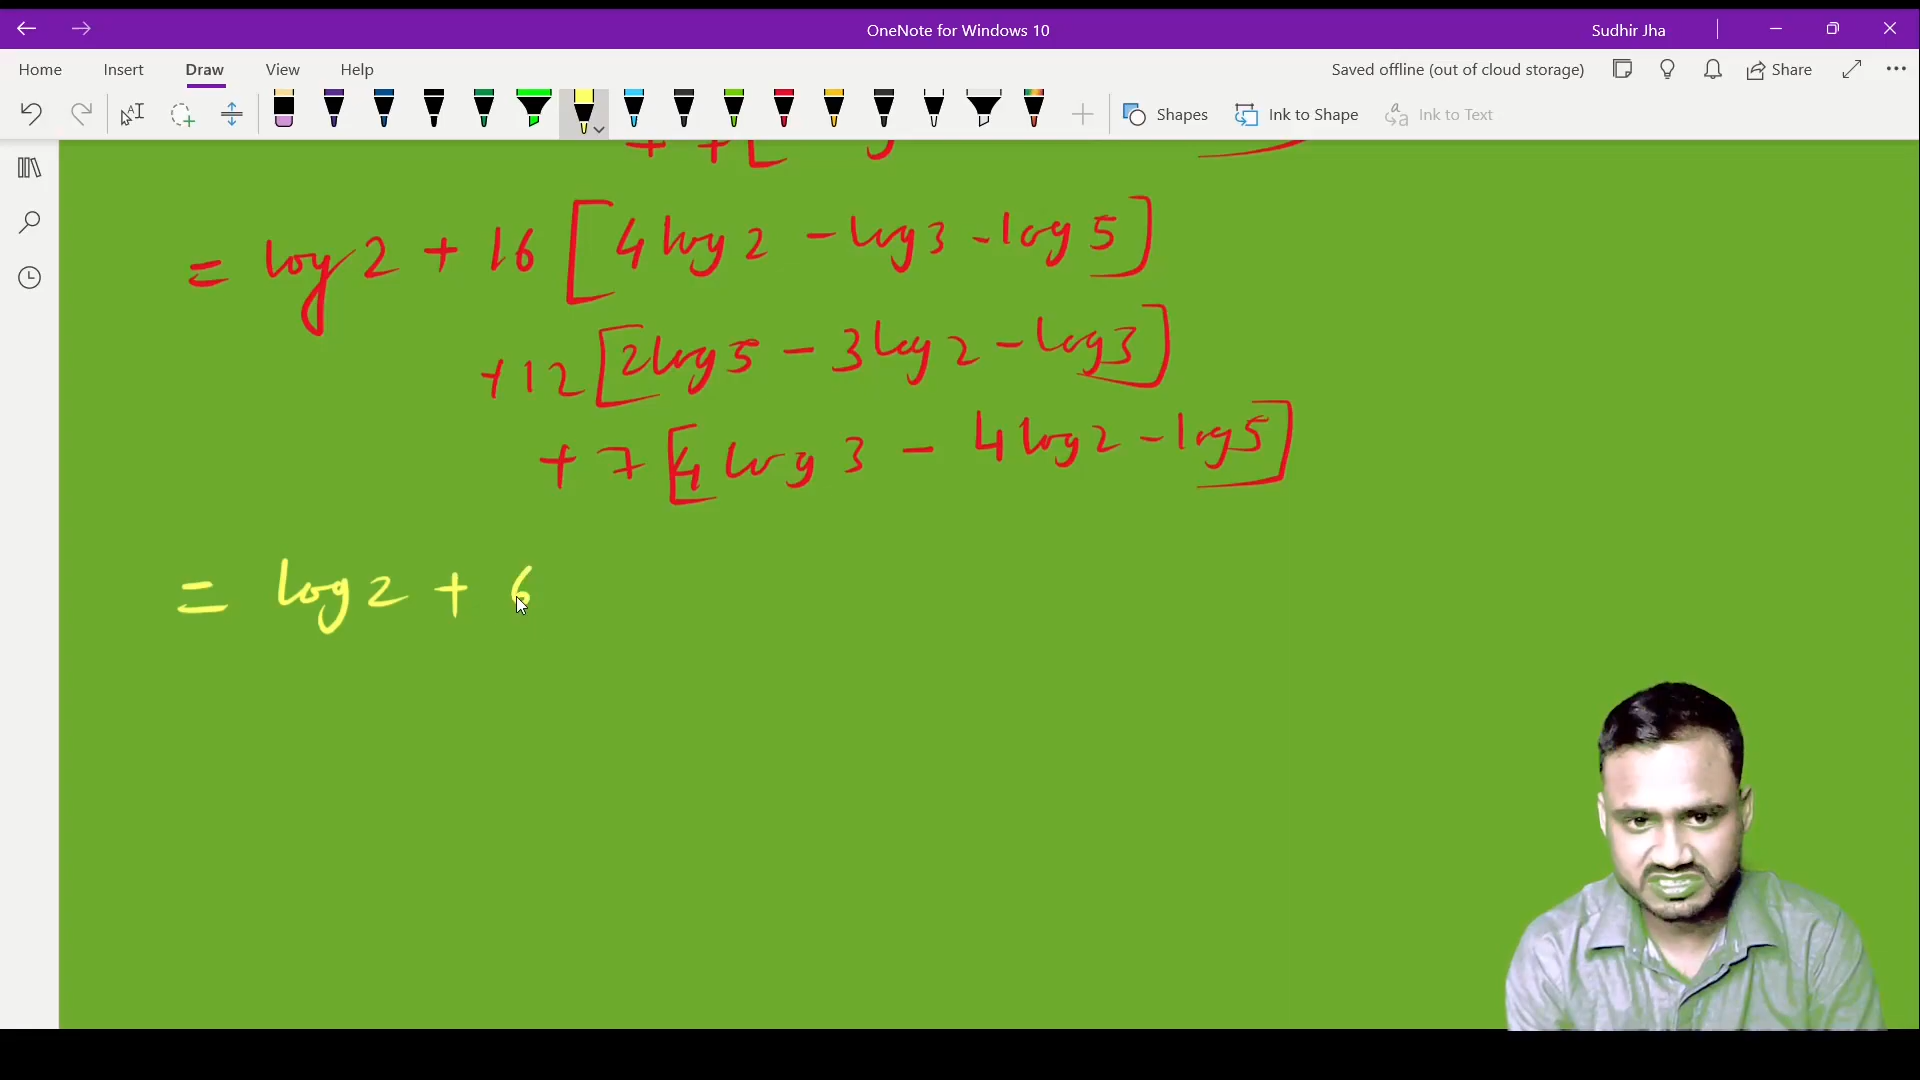 OneNote for Windows 10
Sudhir Jha
Home Insert Draw View Help
Saved offline (out of cloud storage)
Share
Shapes
Ink to Shape
Ink to Text
= log 2 + 16 [4 log 2 - log 3 - log 5]
+ 12 [2 log 5 - 3 log 2 - log 3]
+ 7 [4 log 3 - 4 log 2 - log 5]
= log 2 + 6